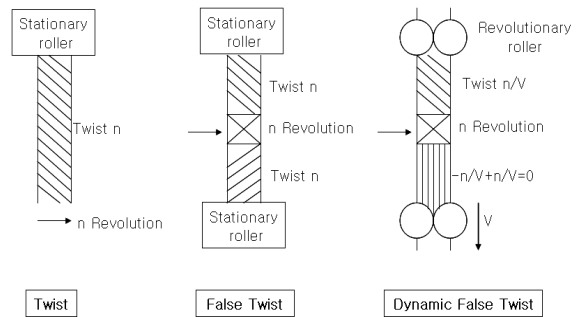 Stationary
roller
Twist n
n Revolution
Twist
Stationary
roller
Twist n
n Revolution
Twist n
Stationary
roller
False Twist
Revolutionary
roller
Twist n/V
n Revolution
-n/V+n/V=0
V
Dynamic False Twist